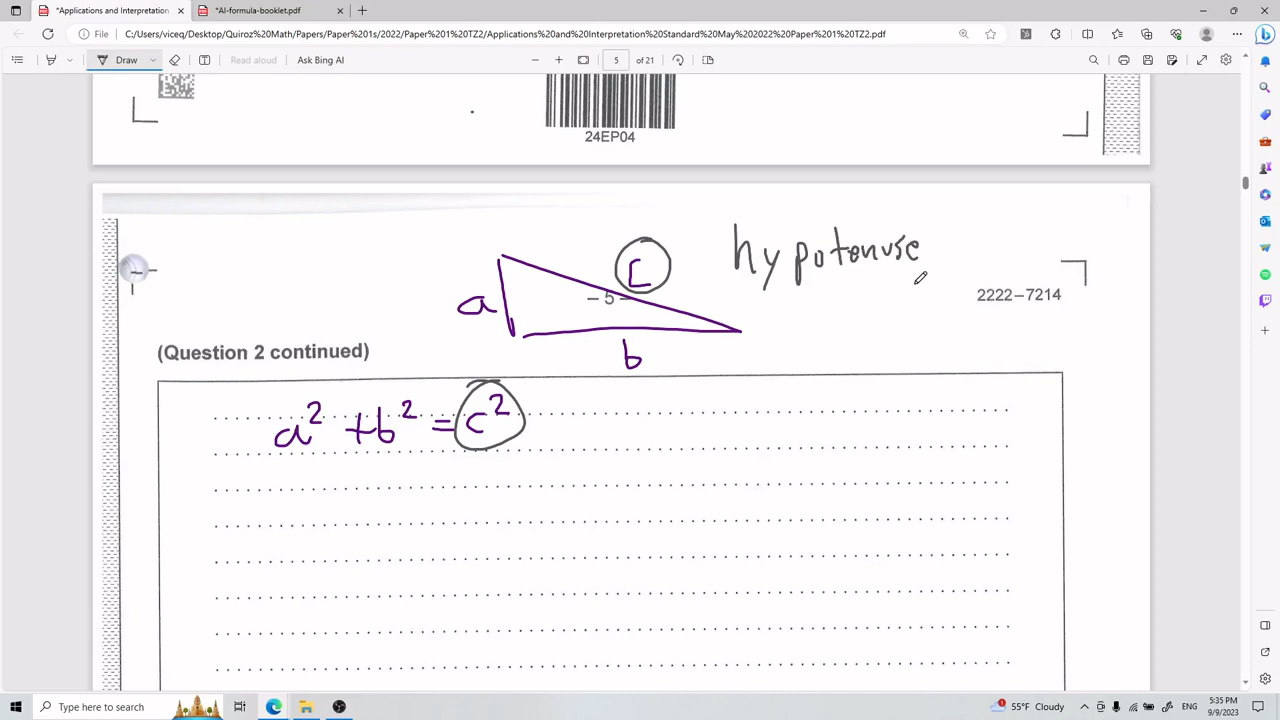 "Applications and Interpretation
"AI-formula-booklet.pdf
File
C:/Users/viceq/Desktop/Quiroz%20Math/Papers/Paper%201s/2022/Paper%201%20TZ2/Applications%20and%20Interpretation%20Standard%20May%202022%20Paper%201%20TZ2.pdf
Draw
Read aloud
Ask Bing AI
5
of 21
24EP04
hypotenuse
c
– 5 –
a
2222–7214
b
(Question 2 continued)
a² + b² = c²
Type here to search
55°F Cloudy
ENG
5:35 PM
9/9/2023